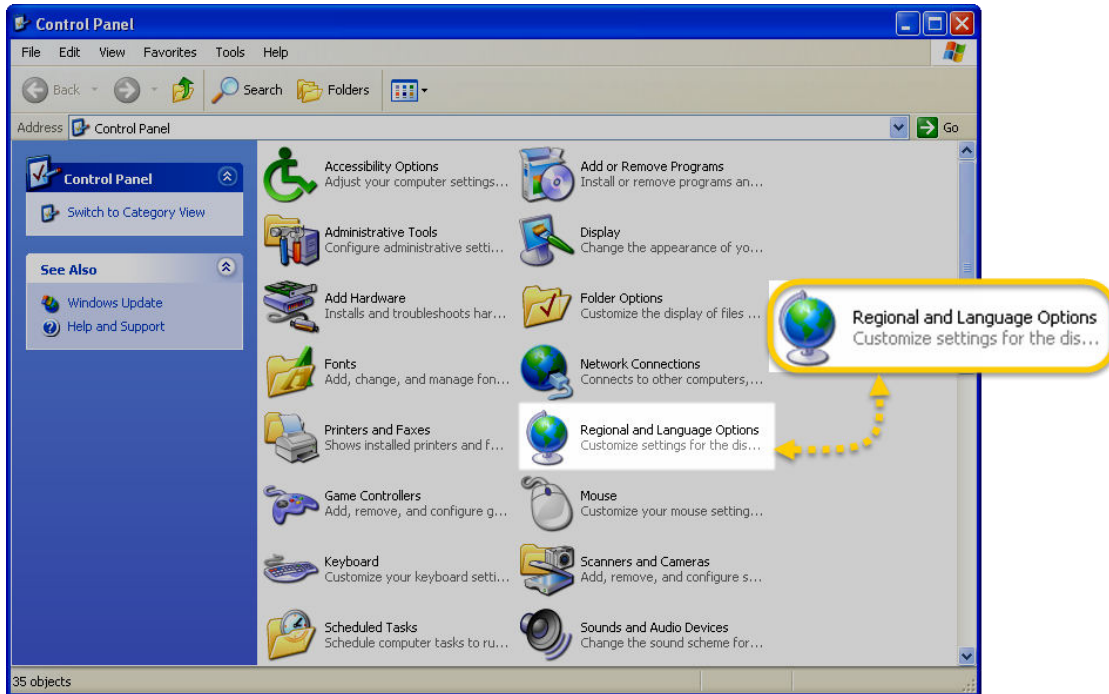 Control Panel
File Edit View Favorites Tools Help
Back Search Folders
Address Control Panel Go
Control Panel
Switch to Category View
See Also
Windows Update
Help and Support
Accessibility Options
Adjust your computer settings...
Add or Remove Programs
Install or remove programs an...
Administrative Tools
Configure administrative setti...
Display
Change the appearance of yo...
Add Hardware
Installs and troubleshoots har...
Folder Options
Customize the display of files ...
Fonts
Add, change, and manage fon...
Network Connections
Connects to other computers,...
Printers and Faxes
Shows installed printers and f...
Regional and Language Options
Customize settings for the dis...
Game Controllers
Add, remove, and configure g...
Mouse
Customize your mouse setting...
Keyboard
Customize your keyboard setti...
Scanners and Cameras
Add, remove, and configure s...
Scheduled Tasks
Schedule computer tasks to ru...
Sounds and Audio Devices
Change the sound scheme for...
Regional and Language Options
Customize settings for the dis...
35 objects